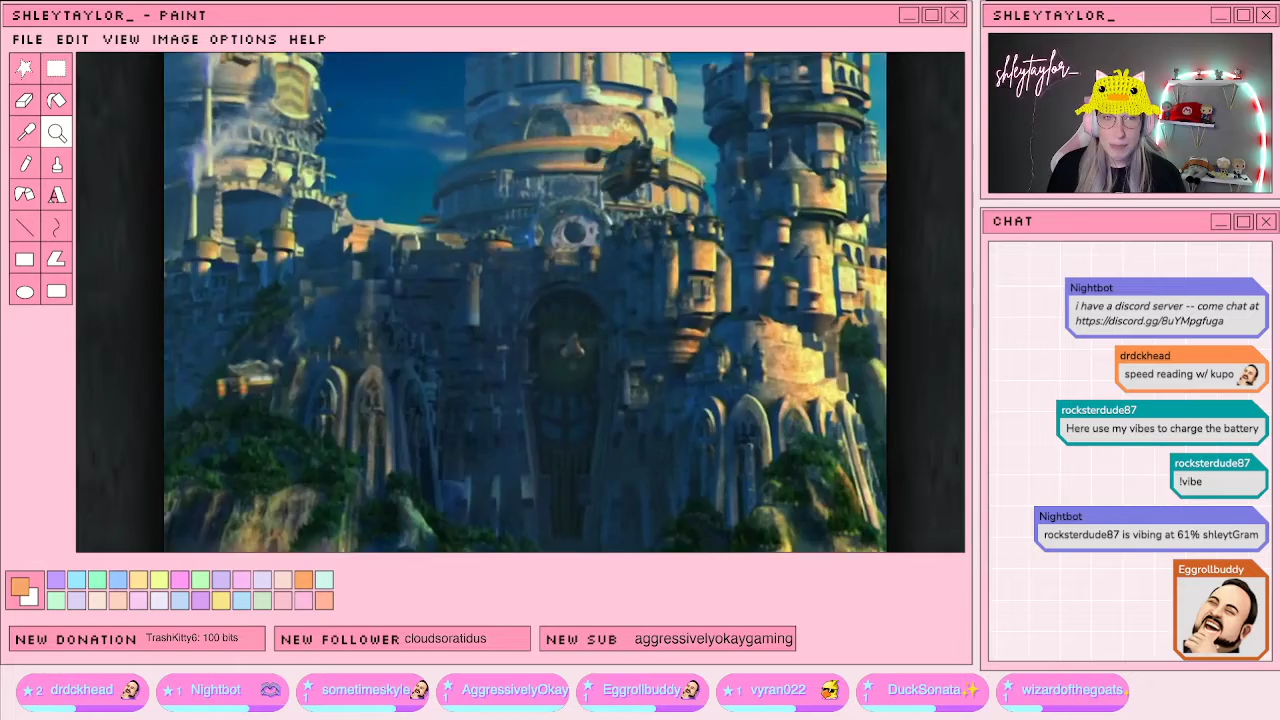 SHLEYTAYLOR_ - PAINT
FILE EDIT VIEW IMAGE OPTIONS HELP
A
NEW DONATION TrashKitty6: 100 bits
NEW FOLLOWER cloudsoratidus
NEW SUB aggressivelyokaygaming
SHLEYTAYLOR_
shleytaylor_
CHAT
Nightbot
i have a discord server -- come chat at
https://discord.gg/8uYMpgfuga
drdckhead
speed reading w/ kupo
rocksterdude87
Here use my vibes to charge the battery
rocksterdude87
!vibe
Nightbot
rocksterdude87 is vibing at 61% shleytGram
Eggrollbuddy
2 drdckhead
1 Nightbot
sometimeskyle
AggressivelyOkay
Eggrollbuddy
1 vyran022
DuckSonata
wizardofthegoats